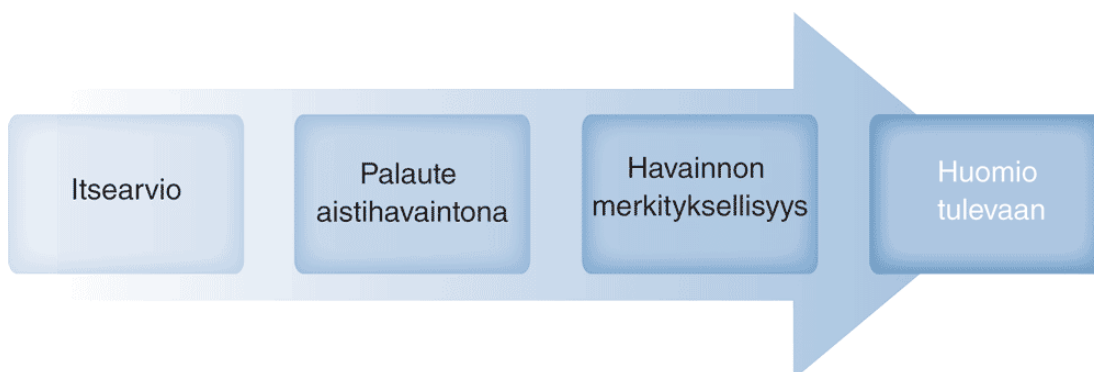 Itsearvio
Palaute
aistihavaintona
Havainnon
merkityksellisyys
Huomio
tulevaan